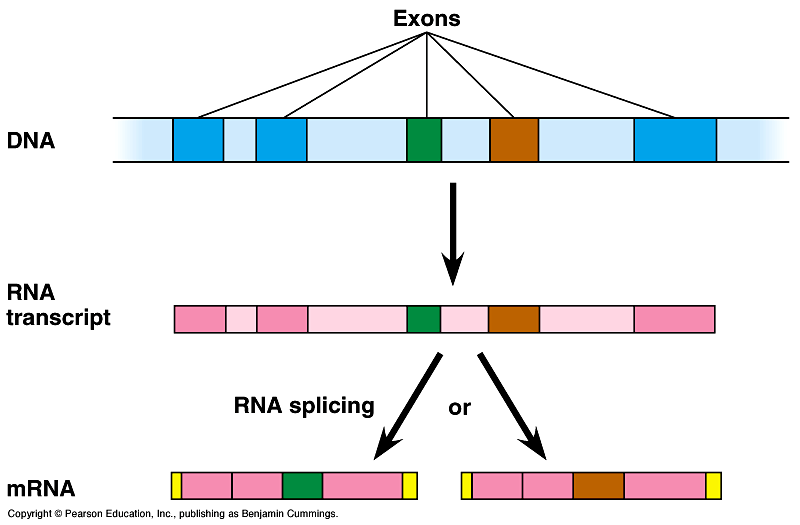 Exons
DNA
RNA
transcript
RNA splicing
or
mRNA
Copyright © Pearson Education, Inc., publishing as Benjamin Cummings.